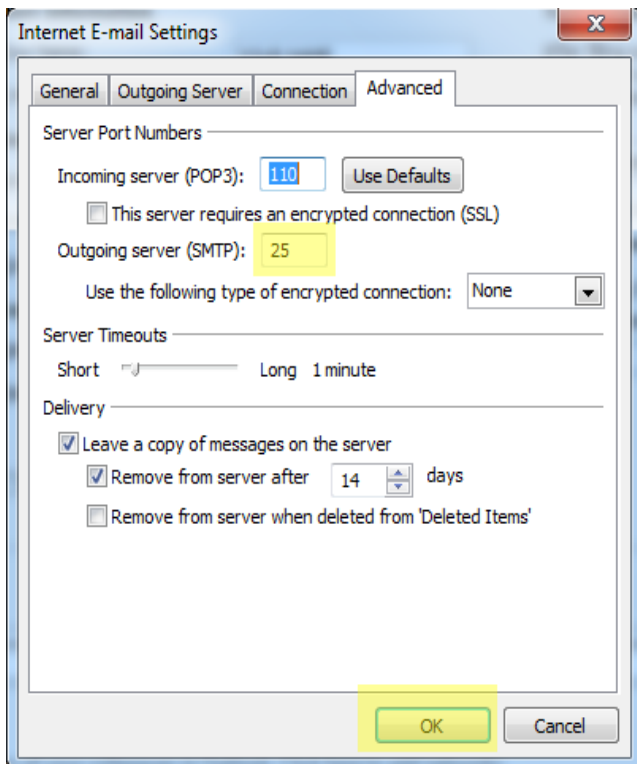 Internet E-mail Settings
X
General Outgoing Server Connection Advanced
Server Port Numbers
Incoming server (POP3): 110 Use Defaults
This server requires an encrypted connection (SSL)
Outgoing server (SMTP): 25
Use the following type of encrypted connection: None
Server Timeouts
Short Long 1 minute
Delivery
Leave a copy of messages on the server
Remove from server after 14 days
Remove from server when deleted from 'Deleted Items'
OK Cancel